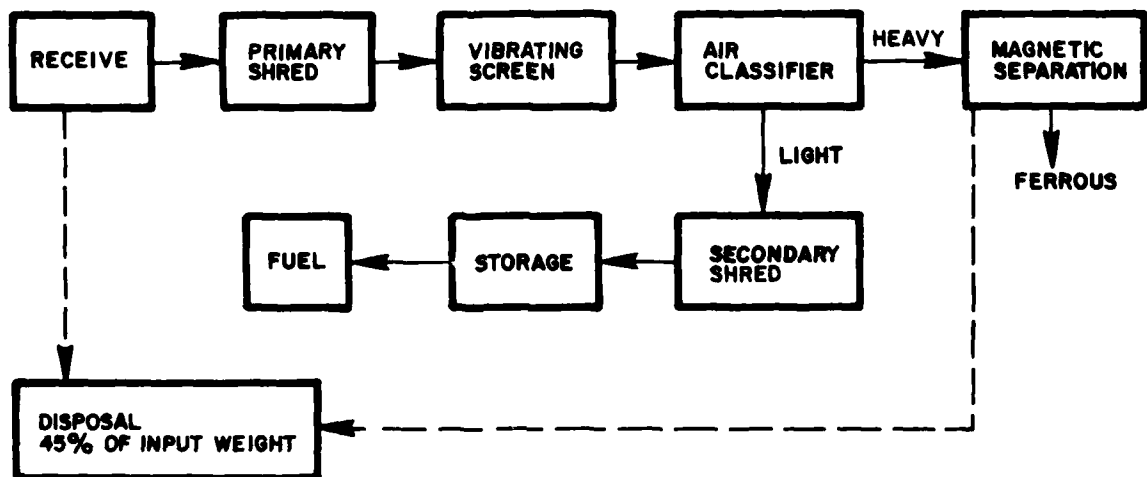 RECEIVE
PRIMARY
SHRED
VIBRATING
SCREEN
AIR
CLASSIFIER
HEAVY
MAGNETIC
SEPARATION
LIGHT
FERROUS
FUEL
STORAGE
SECONDARY
SHRED
DISPOSAL
45% OF INPUT WEIGHT